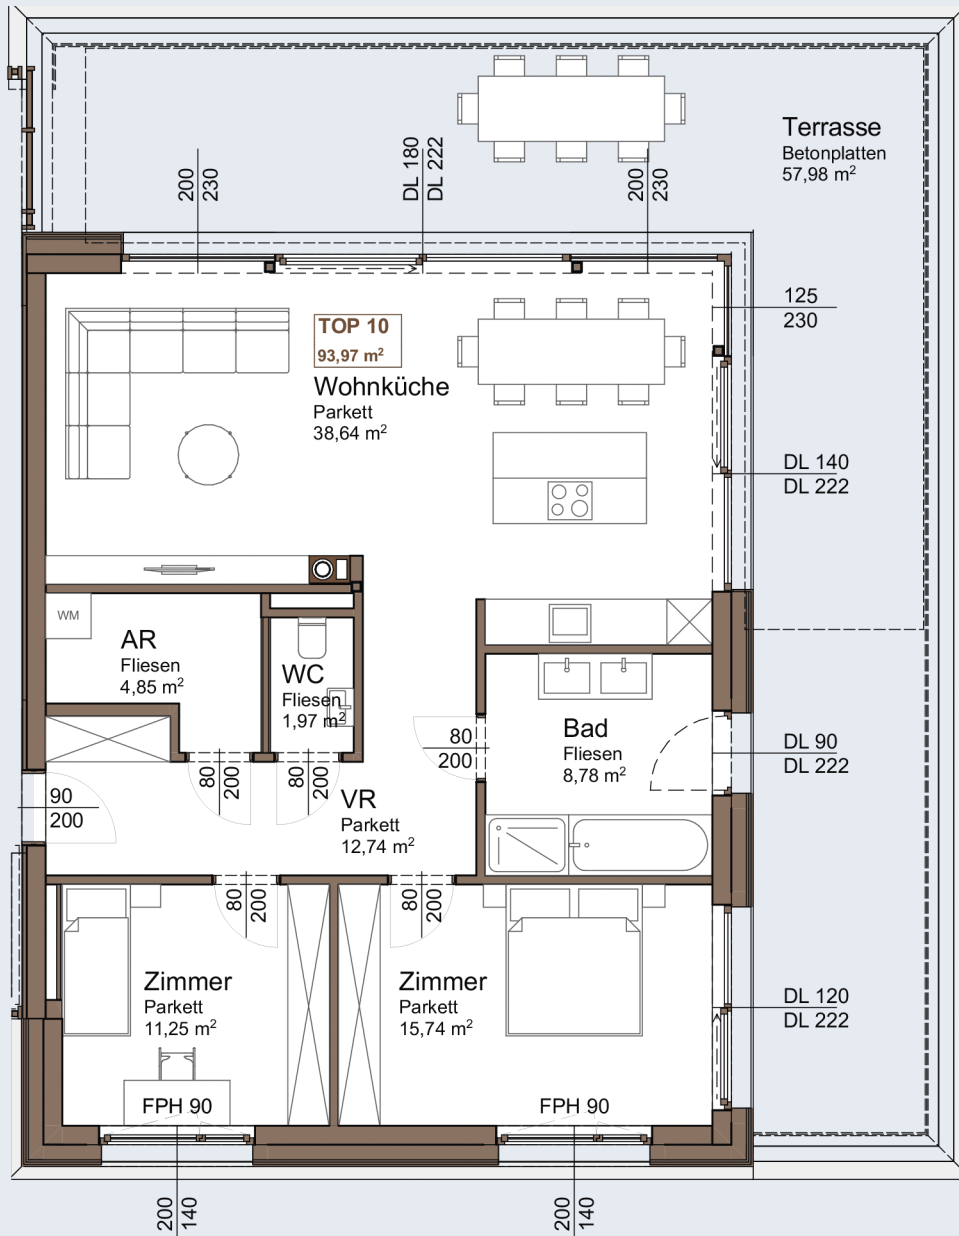 Terrasse
Betonplatten
57,98 m²
200
230
DL 180
DL 222
200
230
125
230
TOP 10
93,97 m²
Wohnküche
Parkett
38,64 m²
DL 140
DL 222
WM
AR
Fliesen
4,85 m²
WC
Fliesen
1,97 m²
Bad
Fliesen
8,78 m²
80
200
DL 90
DL 222
80
200
80
200
90
200
VR
Parkett
12,74 m²
80
200
80
200
Zimmer
Parkett
11,25 m²
Zimmer
Parkett
15,74 m²
DL 120
DL 222
FPH 90
FPH 90
200
140
200
140